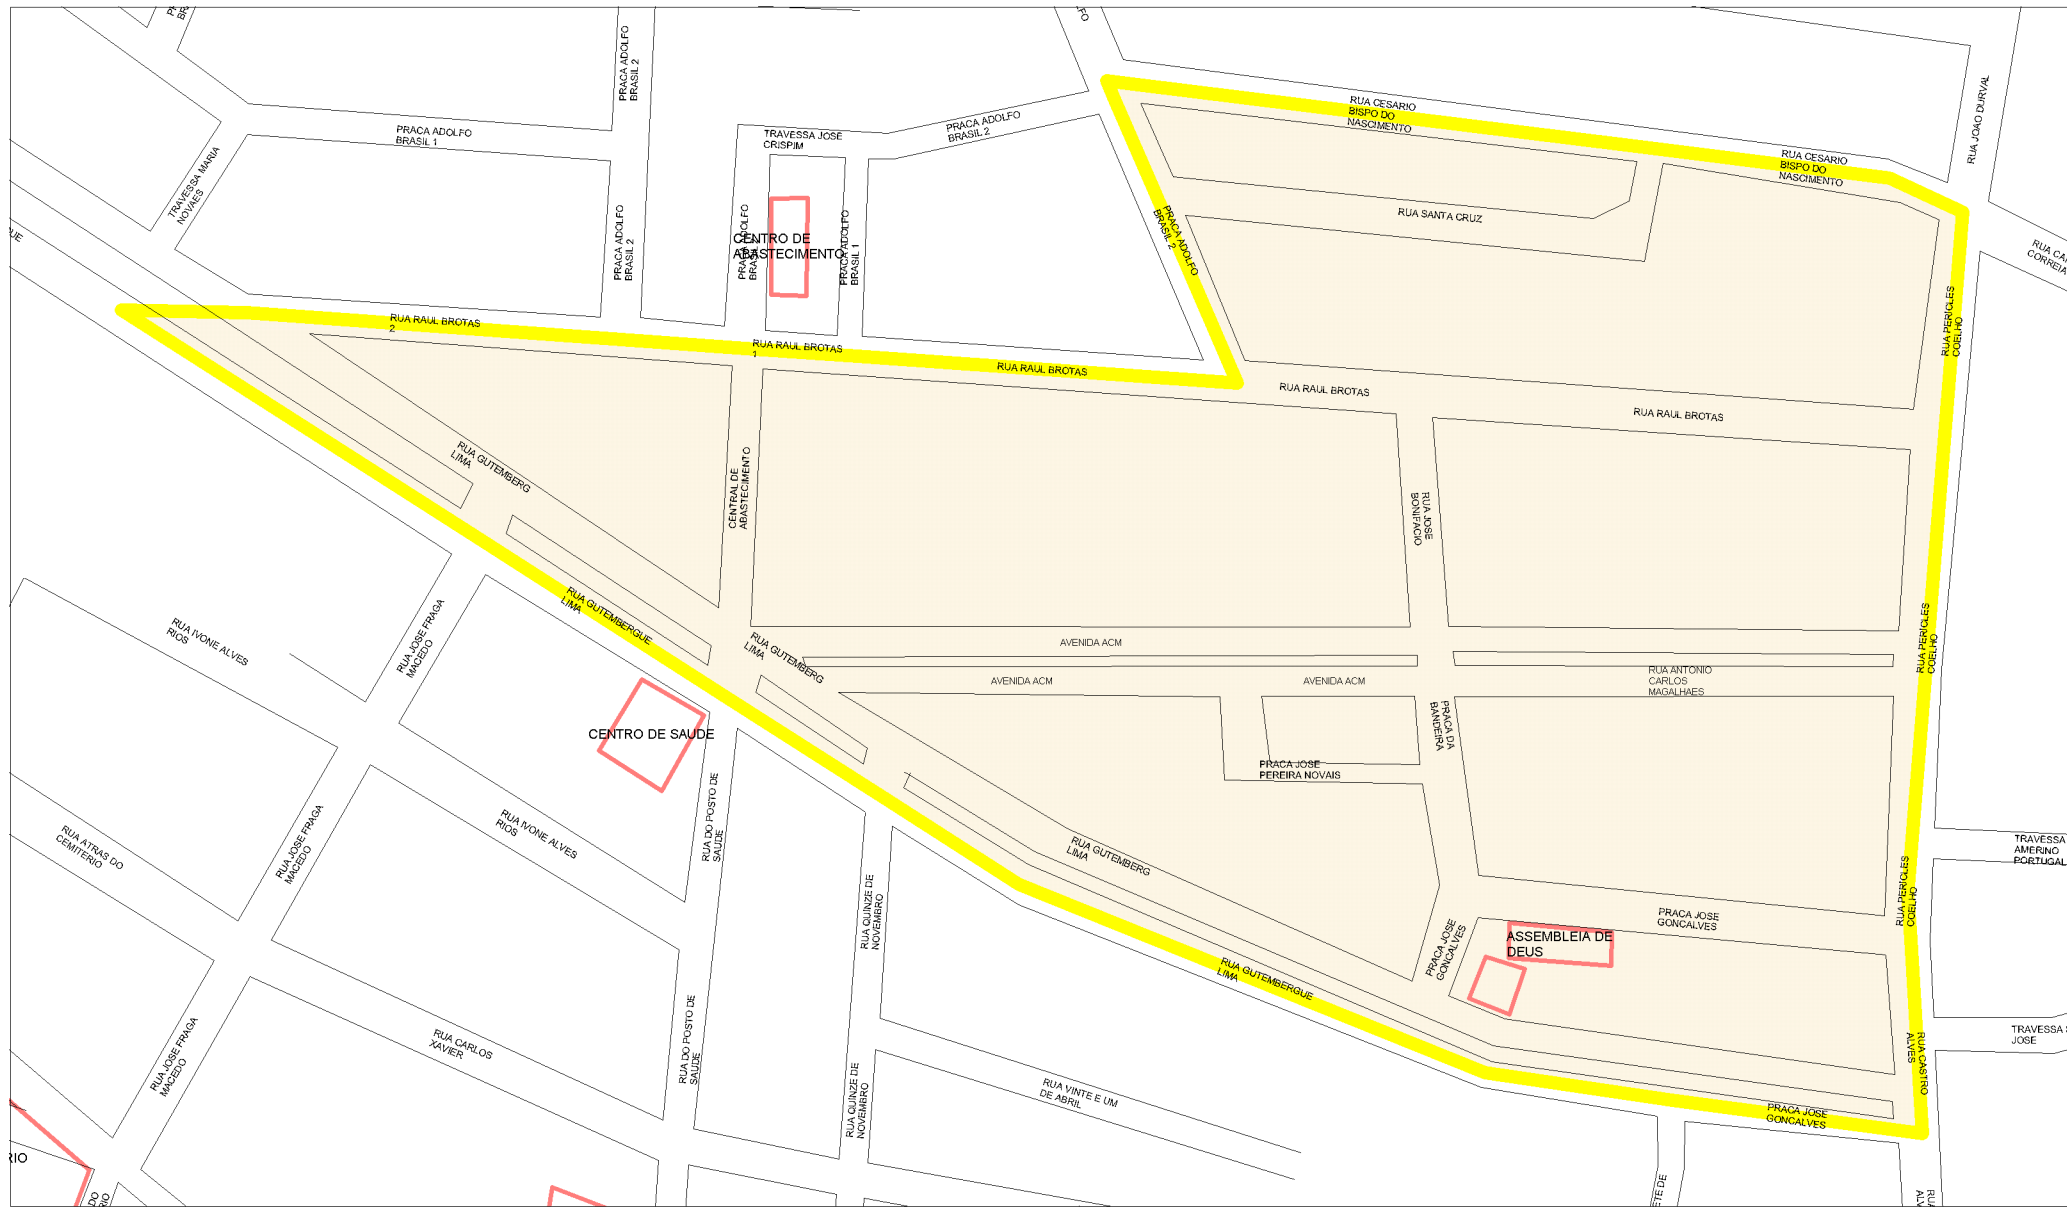 PRACA ADOLFO
BRASIL 2
RUA CESARIO
BISPO DO
NASCIMENTO
RUA JOAO DURVAL
PRACA ADOLFO
BRASIL 1
TRAVESSA JOSE
CRISPIM
PRACA ADOLFO
BRASIL 2
RUA CESARIO
BISPO DO
NASCIMENTO
TRAVESSA MARIA
NOVAES
PRACA ADOLFO
BRASIL 2
CENTRO DE
ABASTECIMENTO
PRACA ADOLFO
BRASIL 1
PRACA ADOLFO
BRASIL 2
RUA SANTA CRUZ
RUA RAUL BROTAS
2
RUA RAUL BROTAS
1
RUA RAUL BROTAS
RUA RAUL BROTAS
RUA RAUL BROTAS
RUA PERICLES
COELHO
RUA GUTEMBERG
LIMA
CENTRAL DE
ABASTECIMENTO
RUA JOSE
BONIFACIO
RUA GUTEMBERGUE
LIMA
RUA IVONE ALVES
RIOS
RUA JOSE FRAGA
MACEDO
RUA GUTEMBERG
LIMA
AVENIDA ACM
AVENIDA ACM
AVENIDA ACM
RUA ANTONIO
CARLOS
MAGALHAES
RUA PERICLES
COELHO
CENTRO DE SAUDE
PRACA DA
BANDEIRA
PRACA JOSE
PEREIRA NOVAIS
RUA ATRAS DO
CEMITERIO
RUA JOSE FRAGA
MACEDO
RUA IVONE ALVES
RIOS
RUA DO POSTO DE
SAUDE
RUA GUTEMBERG
LIMA
TRAVESSA
AMERINO
PORTUGAL
RUA QUINZE DE
NOVEMBRO
RUA PERICLES
COELHO
PRACA JOSE
GONCALVES
PRACA JOSE
GONCALVES
ASSEMBLEIA DE
DEUS
RUA GUTEMBERGUE
LIMA
RUA JOSE FRAGA
MACEDO
RUA CARLOS
XAVIER
RUA DO POSTO DE
SAUDE
RUA QUINZE DE
NOVEMBRO
RUA VINTE E UM
DE ABRIL
RUA CASTRO
ALVES
TRAVESSA
JOSE
PRACA JOSE
GONCALVES